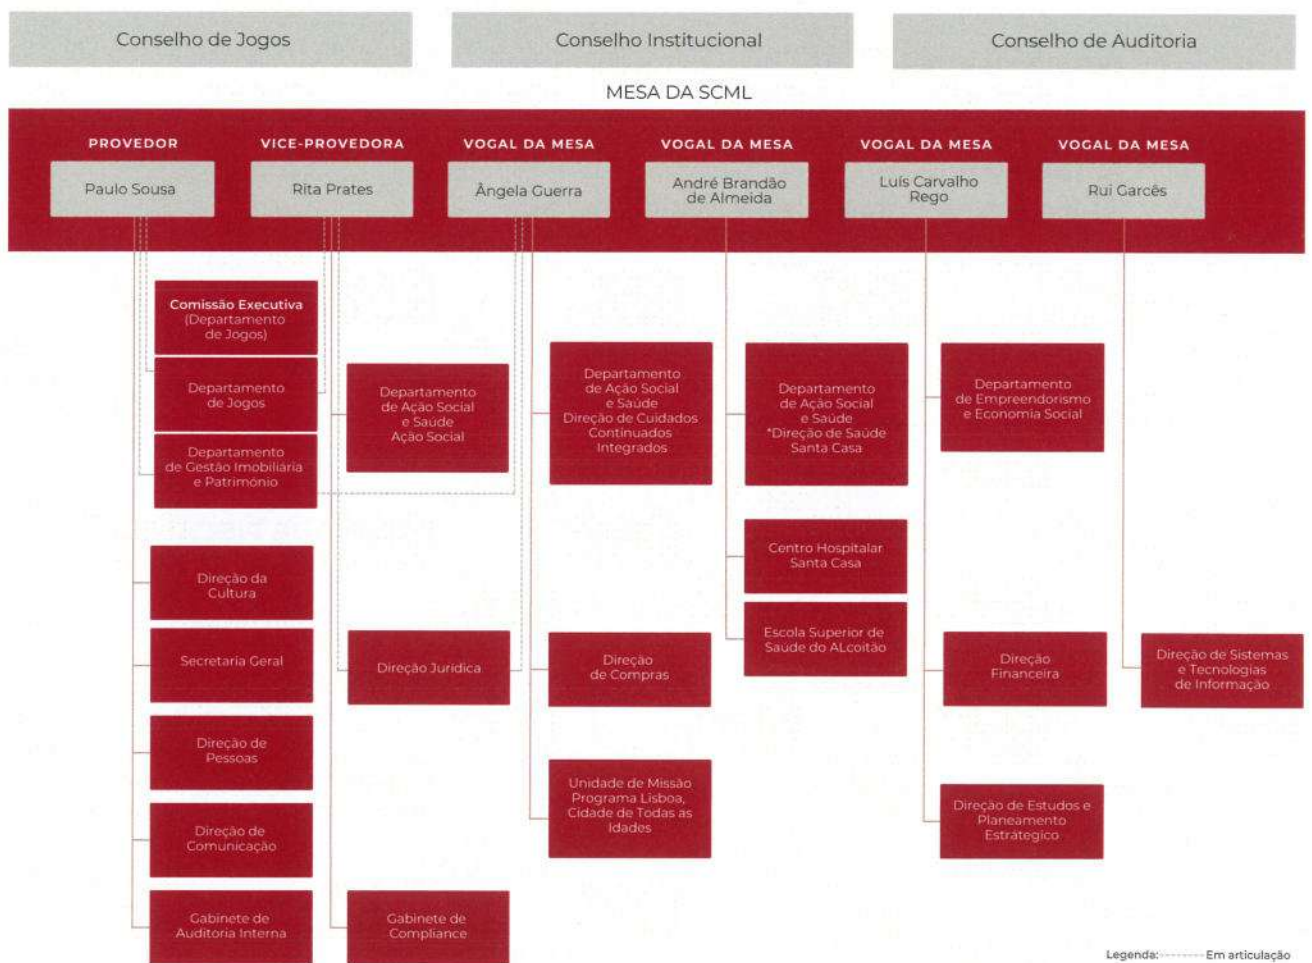 Conselho de Jogos
Conselho Institucional
Conselho de Auditoria
MESA DA SCML
PROVEDOR
Paulo Sousa
VICE-PROVEDORA
Rita Prates
VOGAL DA MESA
Ângela Guerra
VOGAL DA MESA
André Brandão
de Almeida
VOGAL DA MESA
Luís Carvalho
Rego
VOGAL DA MESA
Rui Garcês
Comissão Executiva
(Departamento
de Jogos)
Departamento
de Jogos
Departamento
de Gestão Imobiliária
e Património
Direção da
Cultura
Secretaria Geral
Direção de
Pessoas
Direção de
Comunicação
Gabinete de
Auditoria Interna
Departamento
de Ação Social
e Saúde
Ação Social
Direção Jurídica
Gabinete de
Compliance
Departamento
de Ação Social
e Saúde
Direção de Cuidados
Continuados
Integrados
Direção
de Compras
Unidade de Missão
Programa Lisboa,
Cidade de Todas as
Idades
Departamento
de Ação Social
e Saúde
*Direção de Saúde
Santa Casa
Centro Hospitalar
Santa Casa
Escola Superior de
Saúde do ALcoitão
Departamento
de Empreendorismo
e Economia Social
Direção
Financeira
Direção de Estudos e
Planeamento
Estrátegico
Direção de Sistemas
e Tecnologias
de Informação
Legenda: Em articulação